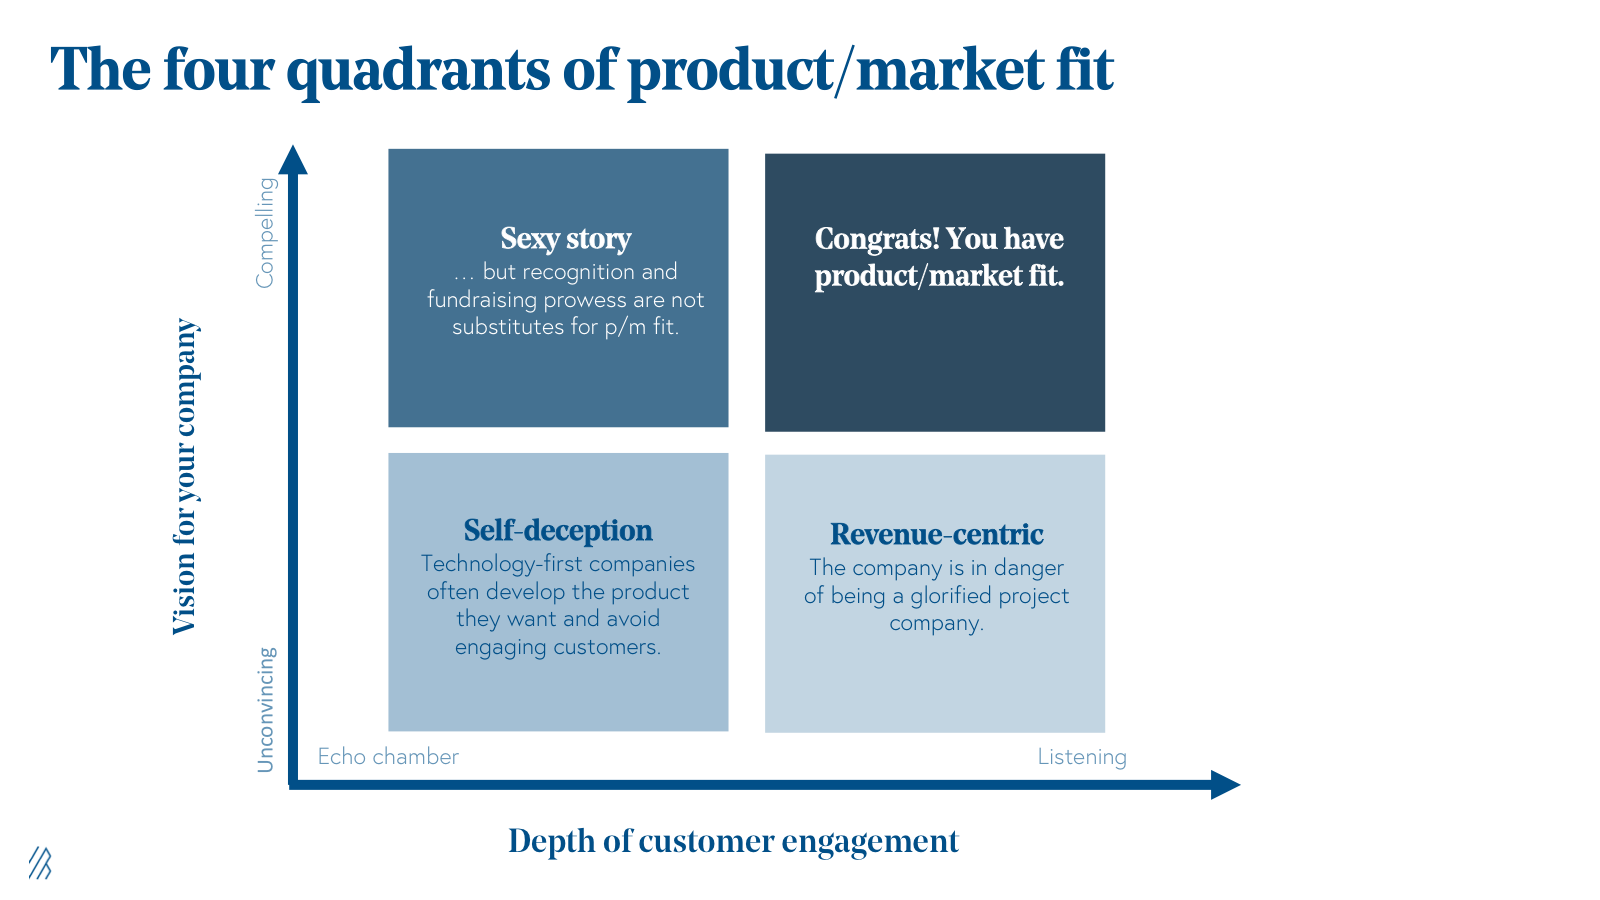 The four quadrants of product/market fit
Compelling
Vision for your company
Unconvincing
Sexy story
… but recognition and
fundraising prowess are not
substitutes for p/m fit.
Congrats! You have
product/market fit.
Self-deception
Technology-first companies
often develop the product
they want and avoid
engaging customers.
Revenue-centric
The company is in danger
of being a glorified project
company.
Echo chamber
Listening
Depth of customer engagement